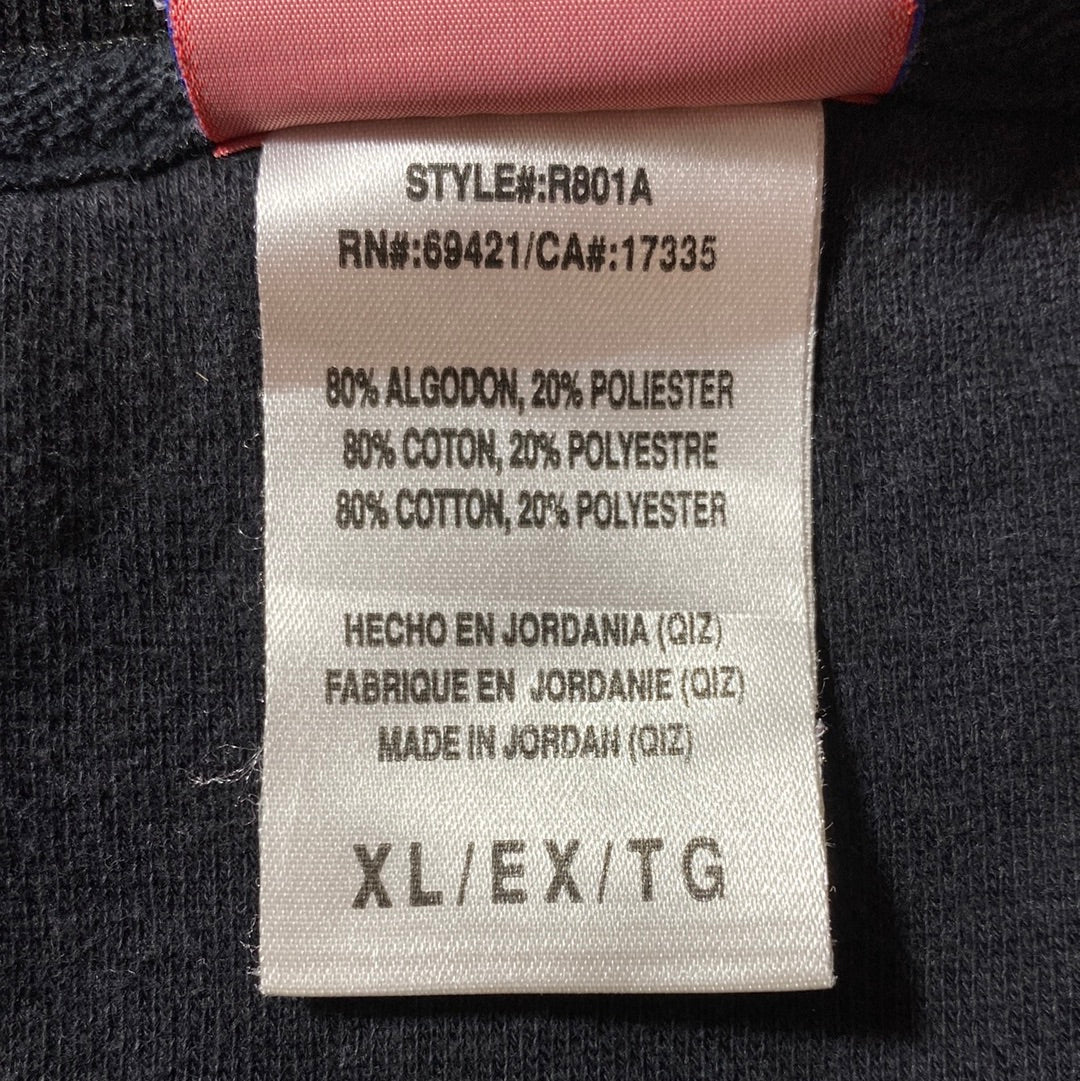 STYLE#:R801A
RN#:69421/CA#:17335
80% ALGODON, 20% POLIESTER
80% COTON, 20% POLYESTRE
80% COTTON, 20% POLYESTER
HECHO EN JORDANIA (QIZ)
FABRIQUE EN JORDANIE (QIZ)
MADE IN JORDAN (QIZ)
XL/EX/TG